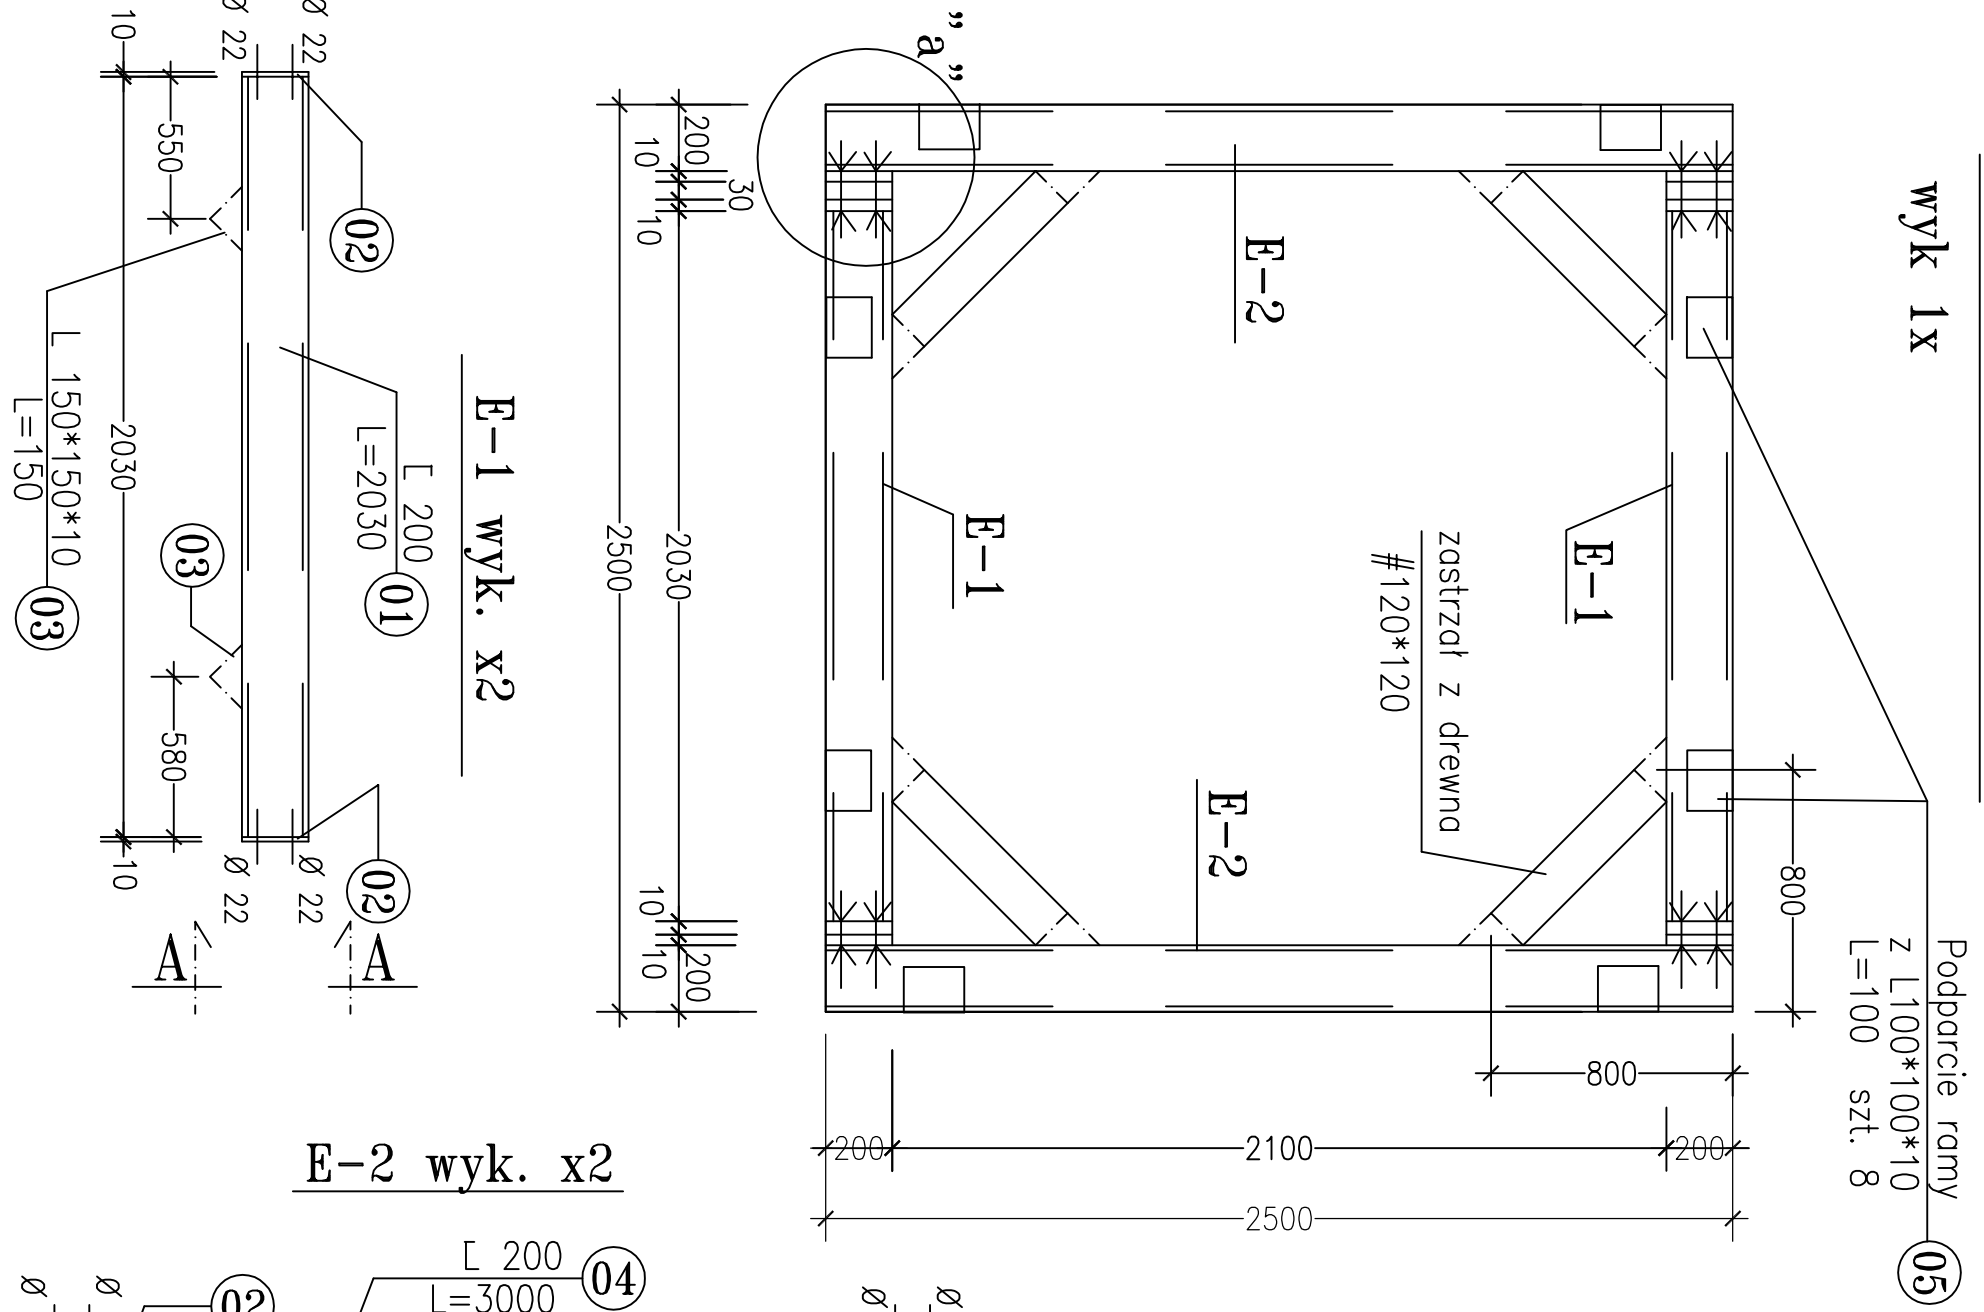 wyk 1x
"a"
E-2
E-1
E-1
E-2
zastrzał z drewna
#120*120
Podparcie ramy
z L100*100*10
L=100 szt. 8
05
800
800
200
2100
200
2500
200
10
30
10
2030
2500
10
10
200
E-1 wyk. x2
Ø 22
Ø 22
10
550
02
[ 200
L=2030
01
L 150*150*10
L=150
03
2030
03
580
10
Ø 22
Ø 22
02
A
A
E-2 wyk. x2
[ 200
L=3000
04
02
Ø
Ø
Ø
Ø